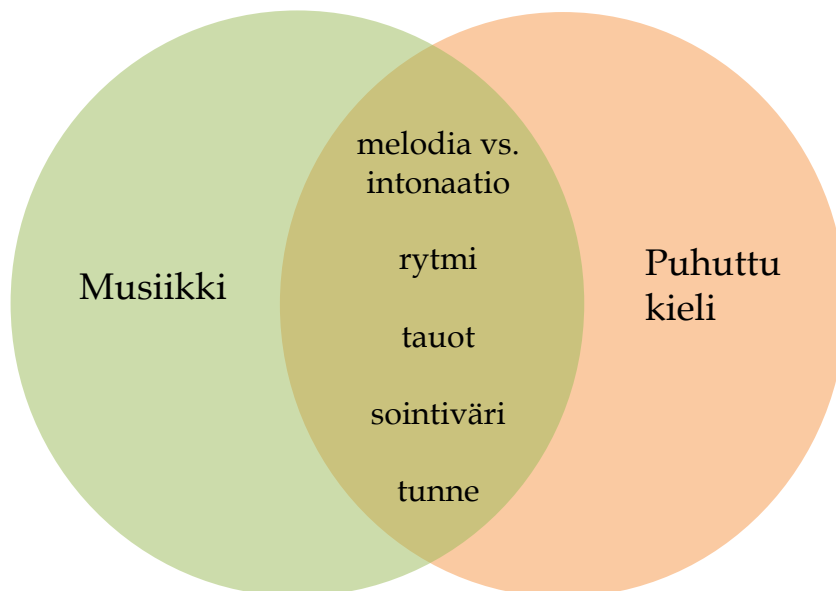 Musiikki
melodia vs.
intonaatio
rytmi
tauot
sointiväri
tunne
Puhuttu
kieli